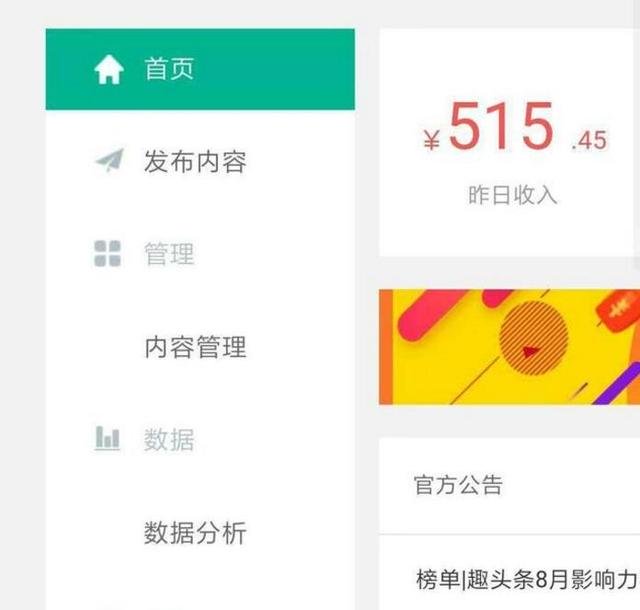 首页
发布内容
管理
内容管理
数据
数据分析
¥515.45
昨日收入
官方公告
榜单|趣头条8月影响力